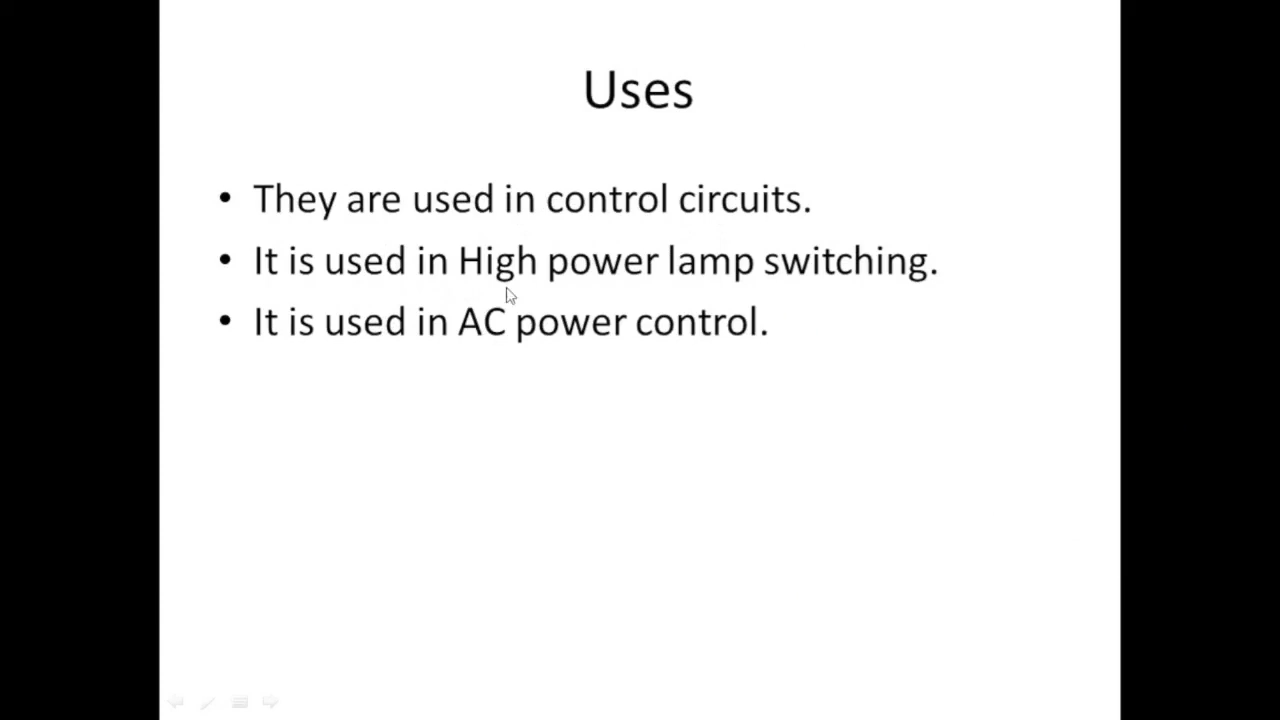 Uses
• They are used in control circuits.
• It is used in High power lamp switching.
• It is used in AC power control.